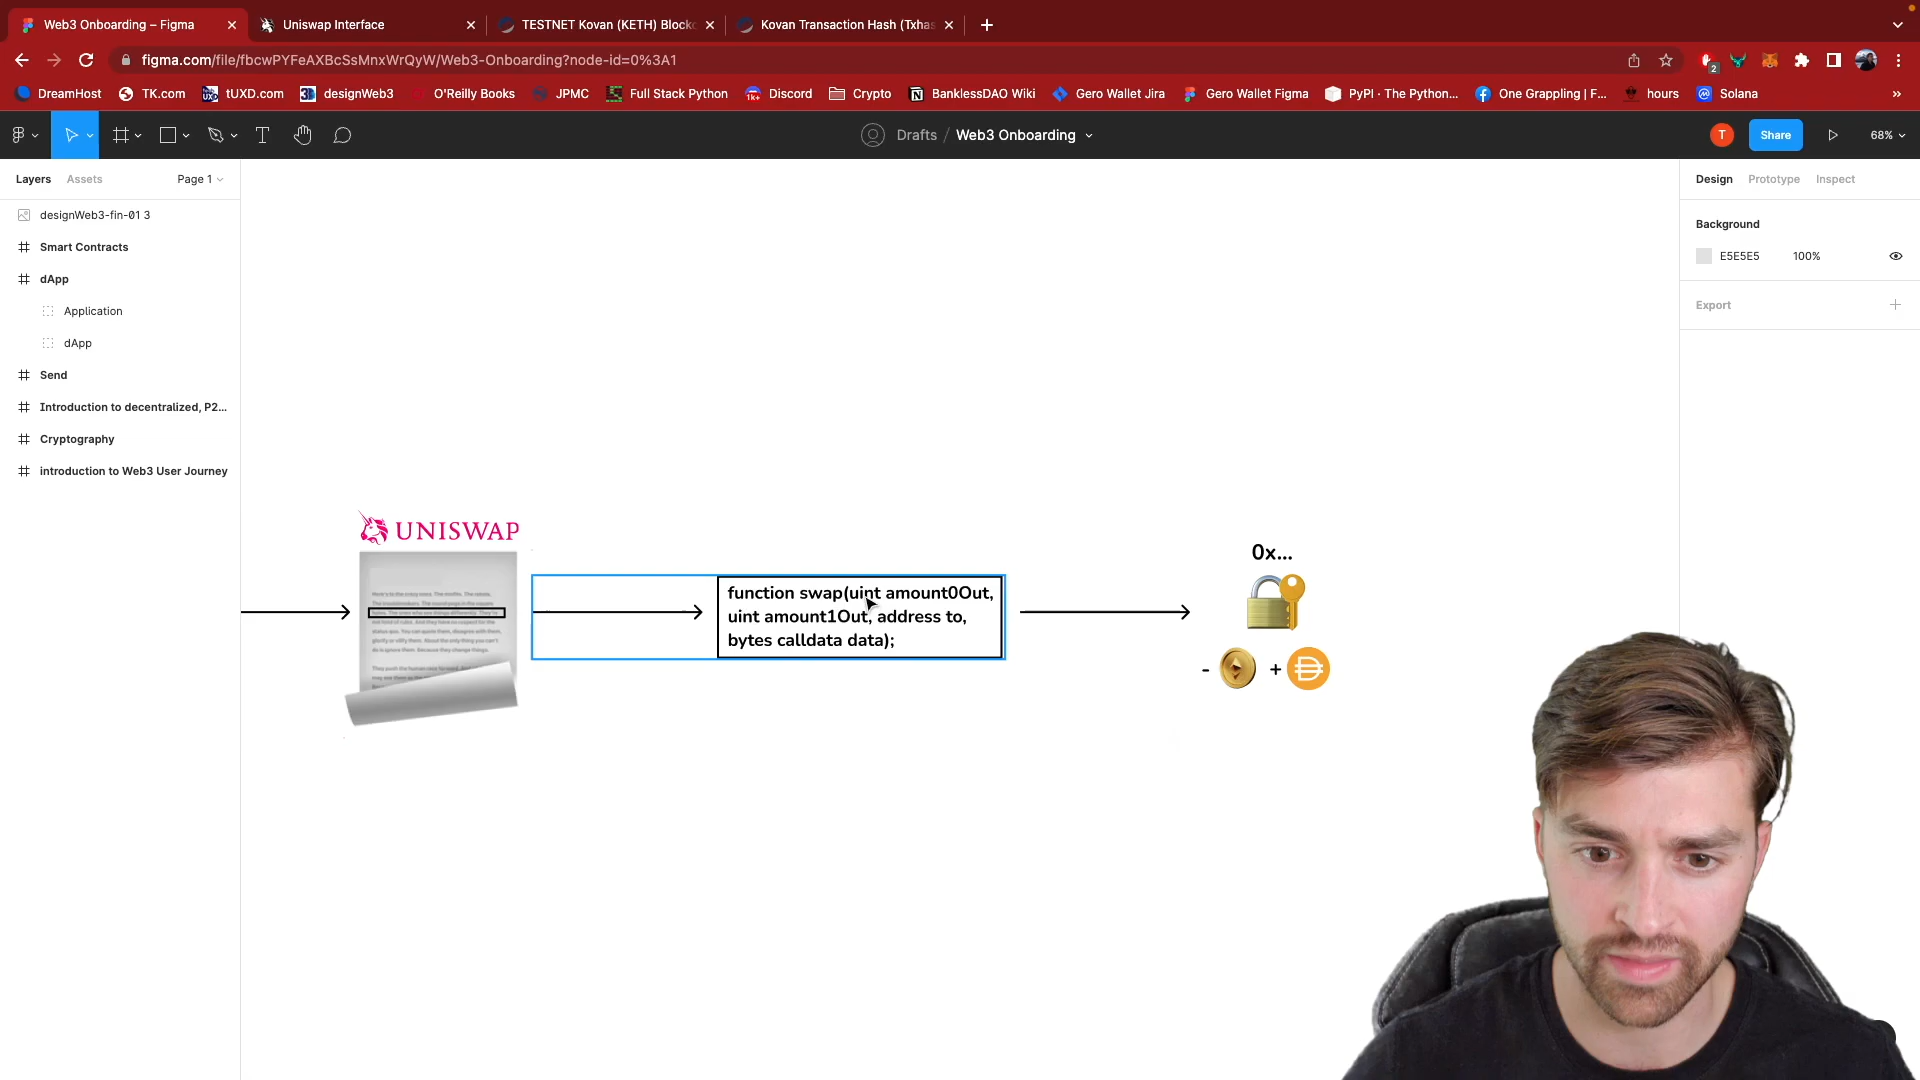 Web3 Onboarding – Figma
Uniswap Interface
TESTNET Kovan (KETH) Blockc
Kovan Transaction Hash (Txhas
figma.com/file/fbcwPYFeAXBcSsMnxWrQyW/Web3-Onboarding?node-id=0%3A1
2
DreamHost
TK.com
tUXD.com
designWeb3
O'Reilly Books
JPMC
Full Stack Python
Discord
Crypto
BanklessDAO Wiki
Gero Wallet Jira
Gero Wallet Figma
PyPI · The Python...
One Grappling | F...
hours
Solana
»
Drafts / Web3 Onboarding
T
Share
68%
Layers
Assets
Page 1
designWeb3-fin-01 3
Smart Contracts
dApp
Application
dApp
Send
Introduction to decentralized, P2...
Cryptography
introduction to Web3 User Journey
Design
Prototype
Inspect
Background
E5E5E5
100%
Export
UNISWAP
function swap(uint amount0Out,
uint amount1Out, address to,
bytes calldata data);
0x...
- +